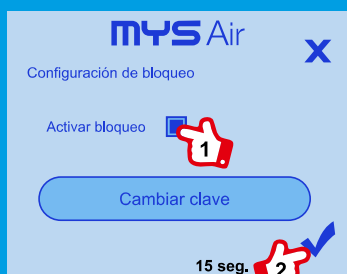 mys Air
X
Configuración de bloqueo
Activar bloqueo
1
Cambiar clave
15 seg.
2